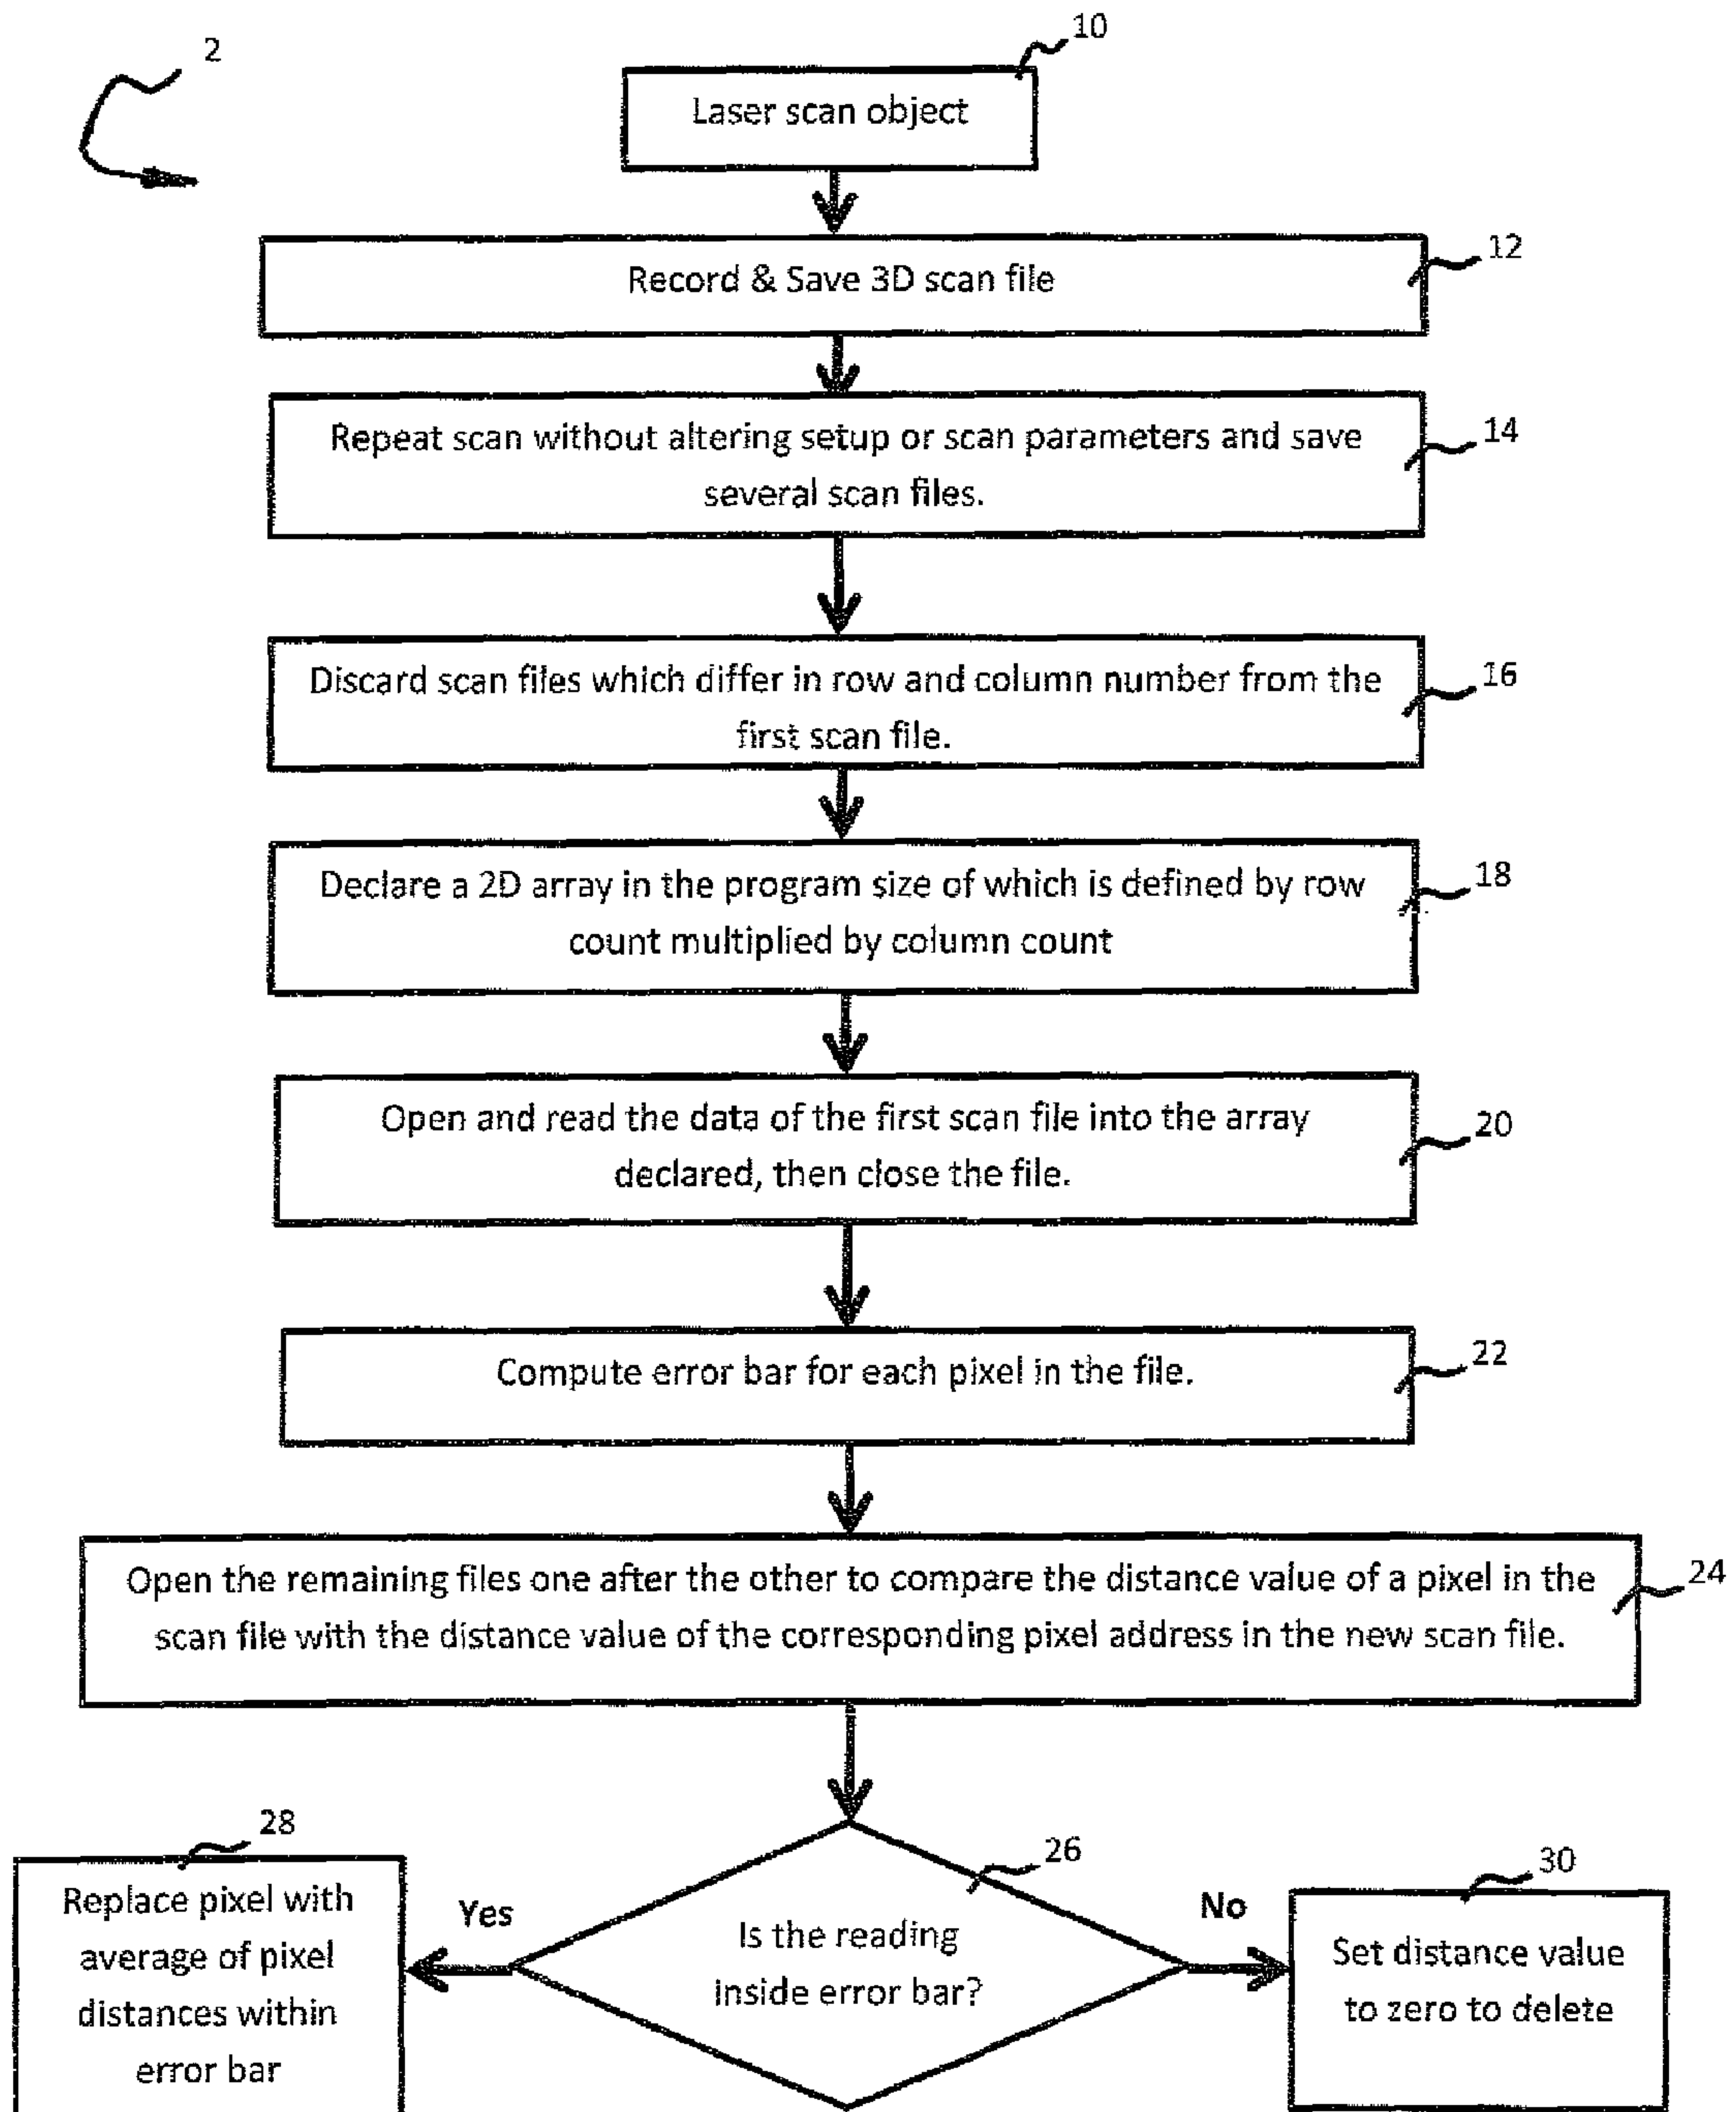 2
10
Laser scan object
12
Record & Save 3D scan file
14
Repeat scan without altering setup or scan parameters and save
several scan files.
16
Discard scan files which differ in row and column number from the
first scan file.
18
Declare a 2D array in the program size of which is defined by row
count multiplied by column count
20
Open and read the data of the first scan file into the array
declared, then close the file.
22
Compute error bar for each pixel in the file.
24
Open the remaining files one after the other to compare the distance value of a pixel in the
scan file with the distance value of the corresponding pixel address in the new scan file.
28
Replace pixel with
average of pixel
distances within
error bar
Yes
26
Is the reading
inside error bar?
No
30
Set distance value
to zero to delete